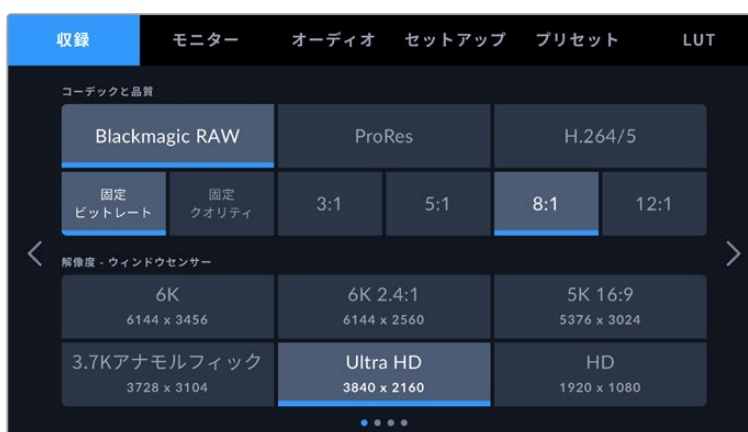 収録 モニター オーディオ セットアップ プリセット LUT
コーデックと品質
Blackmagic RAW ProRes H.264/5
固定
ビットレート
固定
クオリティ
3:1 5:1 8:1 12:1
解像度 - ウィンドウセンサー
6K 6K 2.4:1 5K 16:9
6144 x 3456 6144 x 2560 5376 x 3024
3.7Kアナモルフィック Ultra HD HD
3728 x 3104 3840 x 2160 1920 x 1080